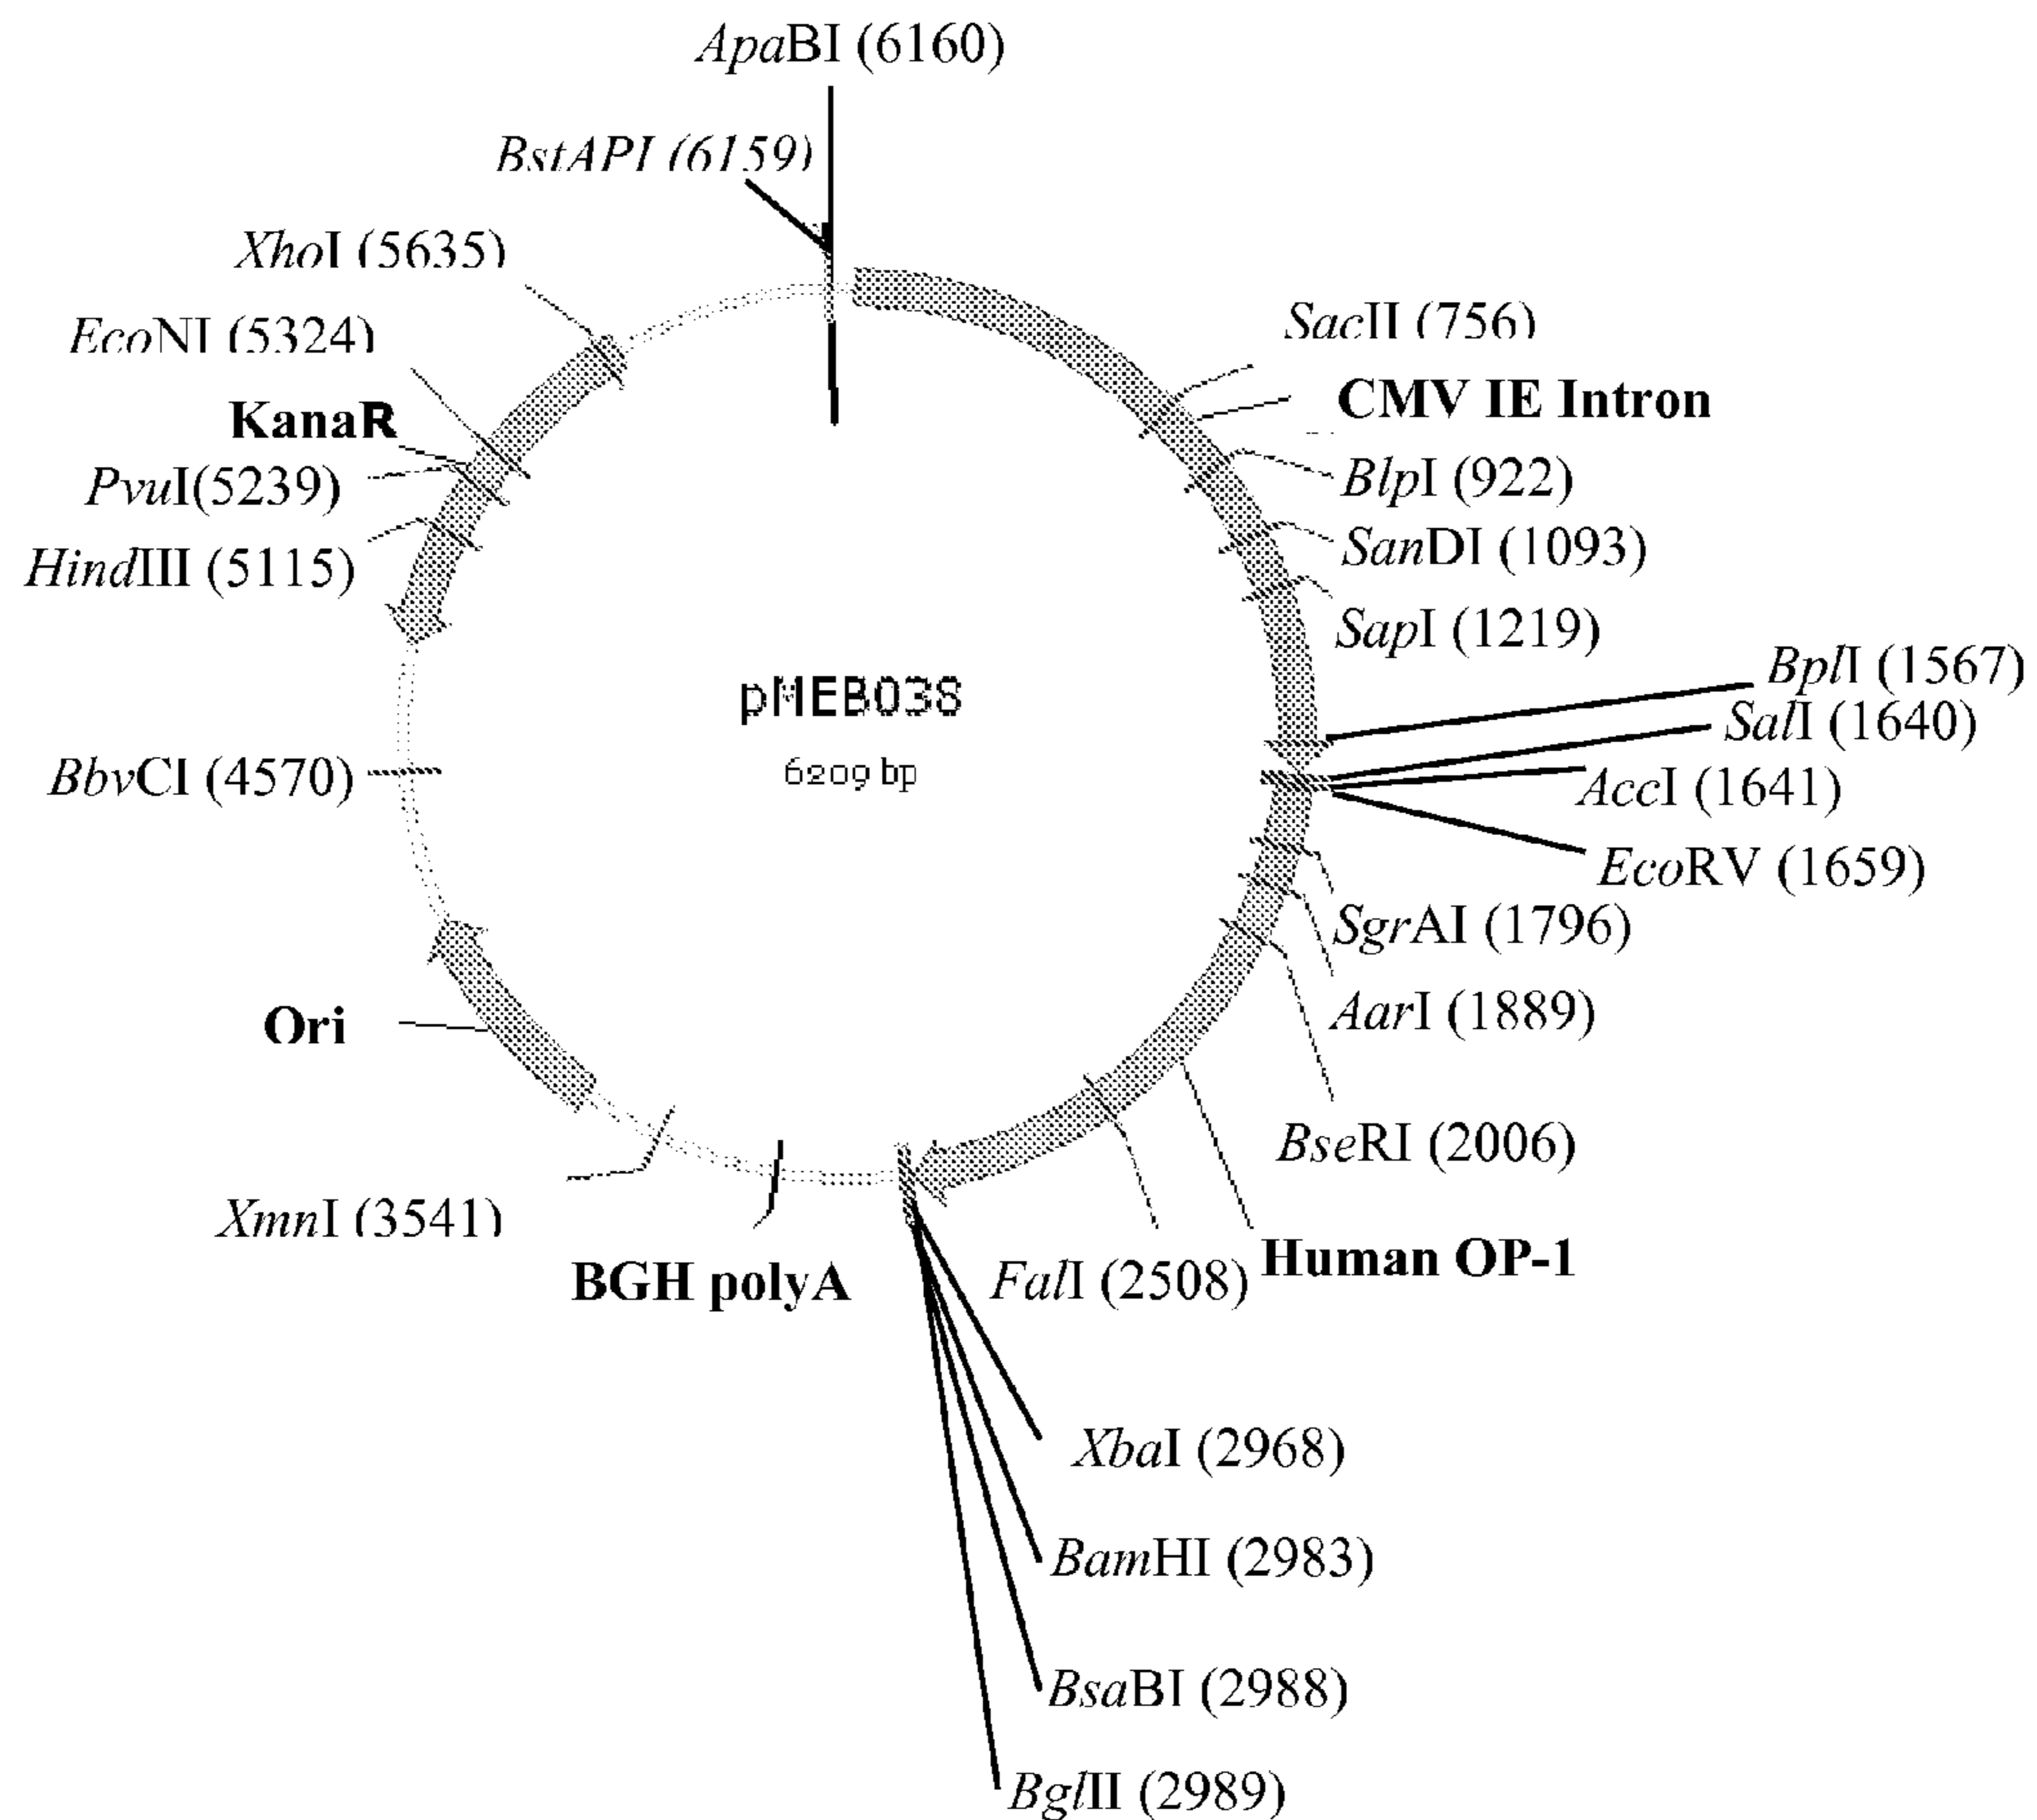 ApaBI (6160)
BstAPI (6159)
XhoI (5635)
EcoNI (5324)
KanaR
PvuI(5239)
HindIII (5115)
BbvCI (4570)
Ori
XmnI (3541)
BGH polyA
pMEB038
6209 bp
SacII (756)
CMV IE Intron
BlpI (922)
SanDI (1093)
SapI (1219)
BplI (1567)
SalI (1640)
AccI (1641)
EcoRV (1659)
SgrAI (1796)
AarI (1889)
BseRI (2006)
Human OP-1
FalI (2508)
XbaI (2968)
BamHI (2983)
BsaBI (2988)
BglII (2989)